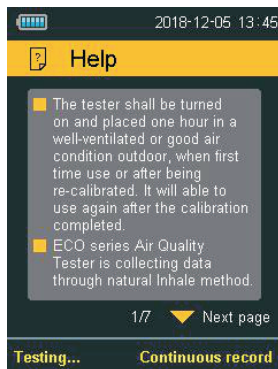 2018-12-05 13:45
? Help
The tester shall be turned
on and placed one hour in a
well-ventilated or good air
condition outdoor, when first
time use or after being
re-calibrated. It will able to
use again after the calibration
completed.
ECO series Air Quality
Tester is collecting data
through natural Inhale method.
1/7 Next page
Testing... Continuous record